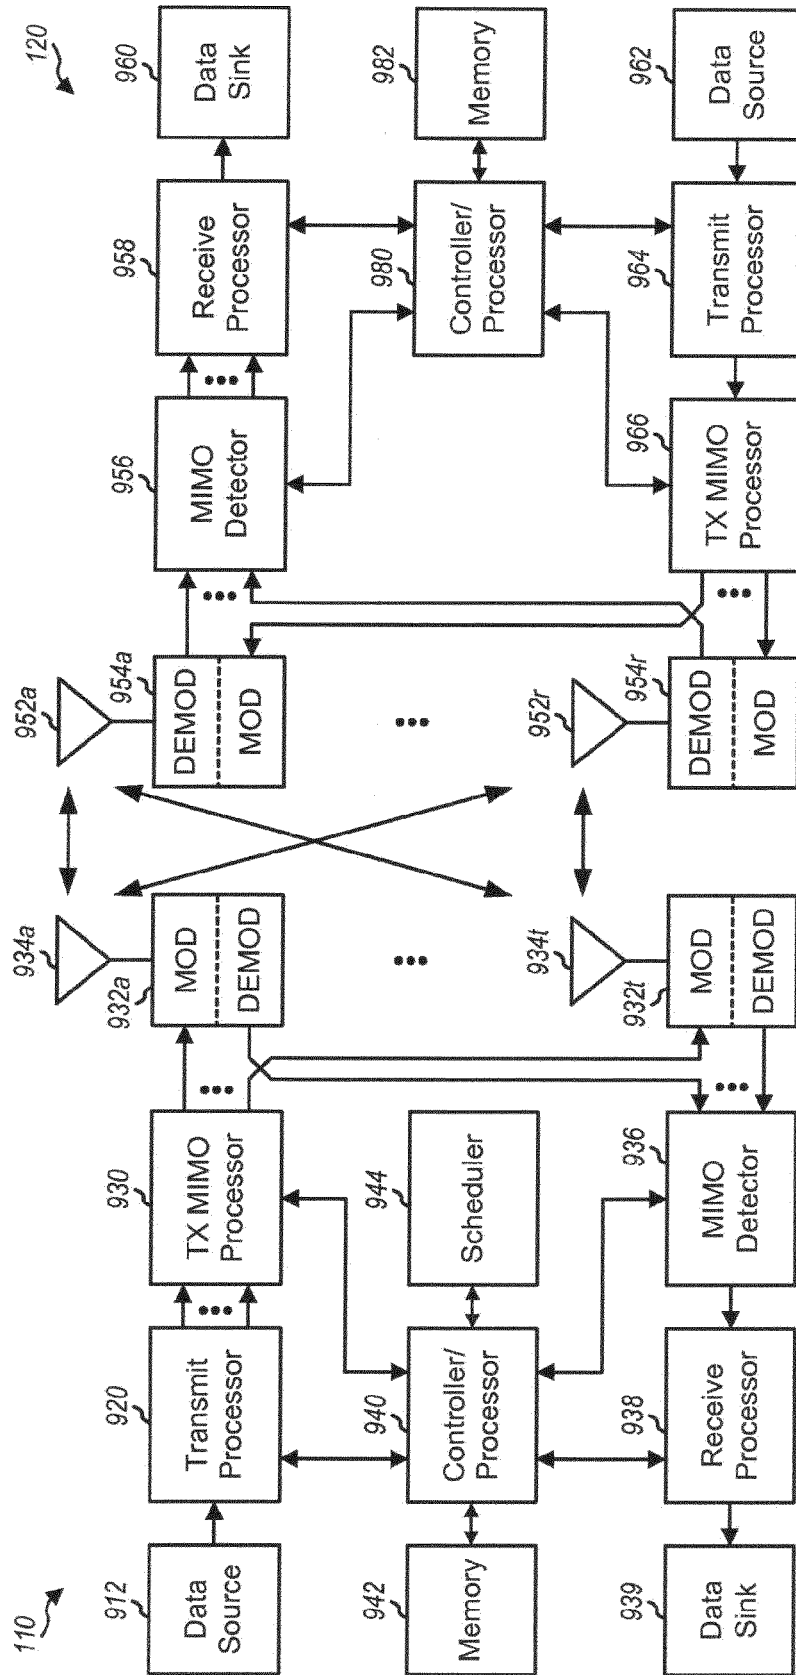 110
120
912
Data
Source
920
Transmit
Processor
930
TX MIMO
Processor
932a
MOD
DEMOD
934a
952a
954a
DEMOD
MOD
956
MIMO
Detector
958
Receive
Processor
960
Data
Sink
942
Memory
940
Controller/
Processor
944
Scheduler
980
Controller/
Processor
982
Memory
939
Data
Sink
938
Receive
Processor
936
MIMO
Detector
932t
MOD
DEMOD
934t
952r
954r
DEMOD
MOD
966
TX MIMO
Processor
964
Transmit
Processor
962
Data
Source